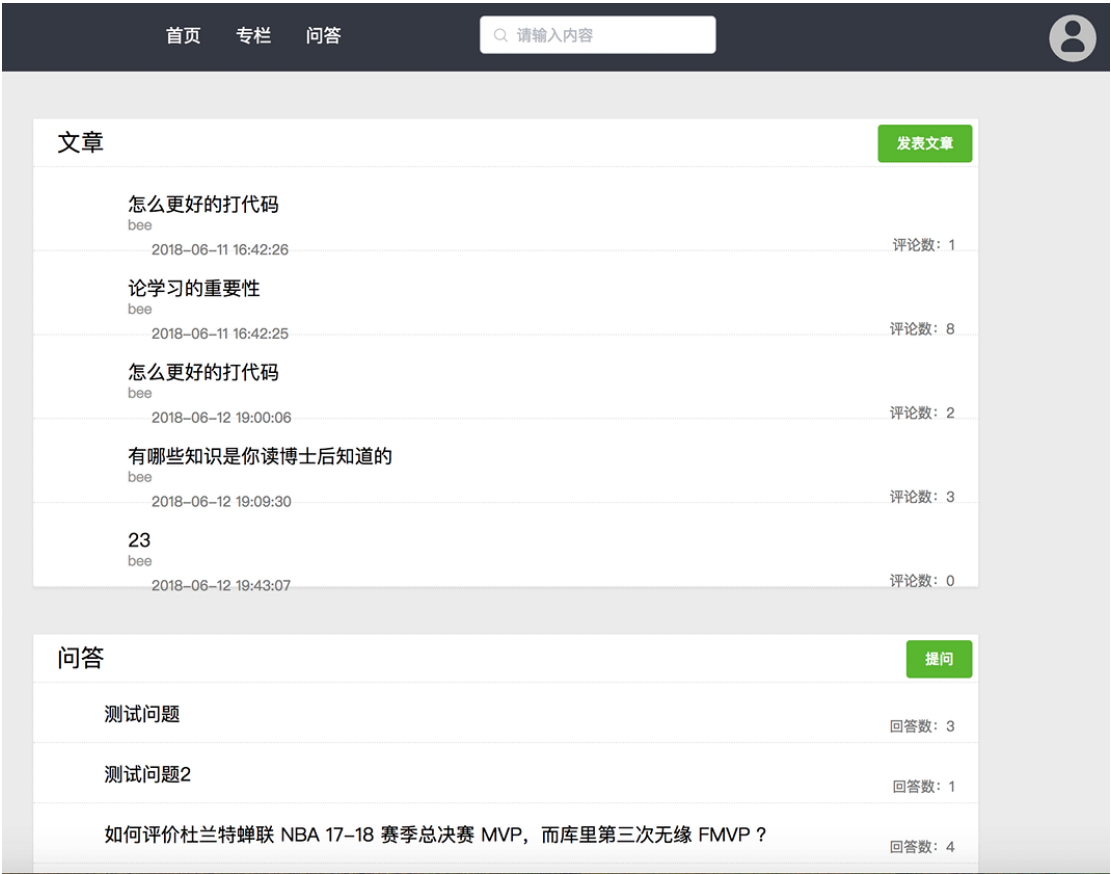 首页 专栏 问答 请输入内容
文章 发表文章
怎么更好的打代码
bee
2018-06-11 16:42:26 评论数：1
论学习的重要性
bee
2018-06-11 16:42:25 评论数：8
怎么更好的打代码
bee
2018-06-12 19:00:06 评论数：2
有哪些知识是你读博士后知道的
bee
2018-06-12 19:09:30 评论数：3
23
bee
2018-06-12 19:43:07 评论数：0
问答 提问
测试问题 回答数：3
测试问题2 回答数：1
如何评价杜兰特蝉联 NBA 17-18 赛季总决赛 MVP，而库里第三次无缘 FMVP？ 回答数：4